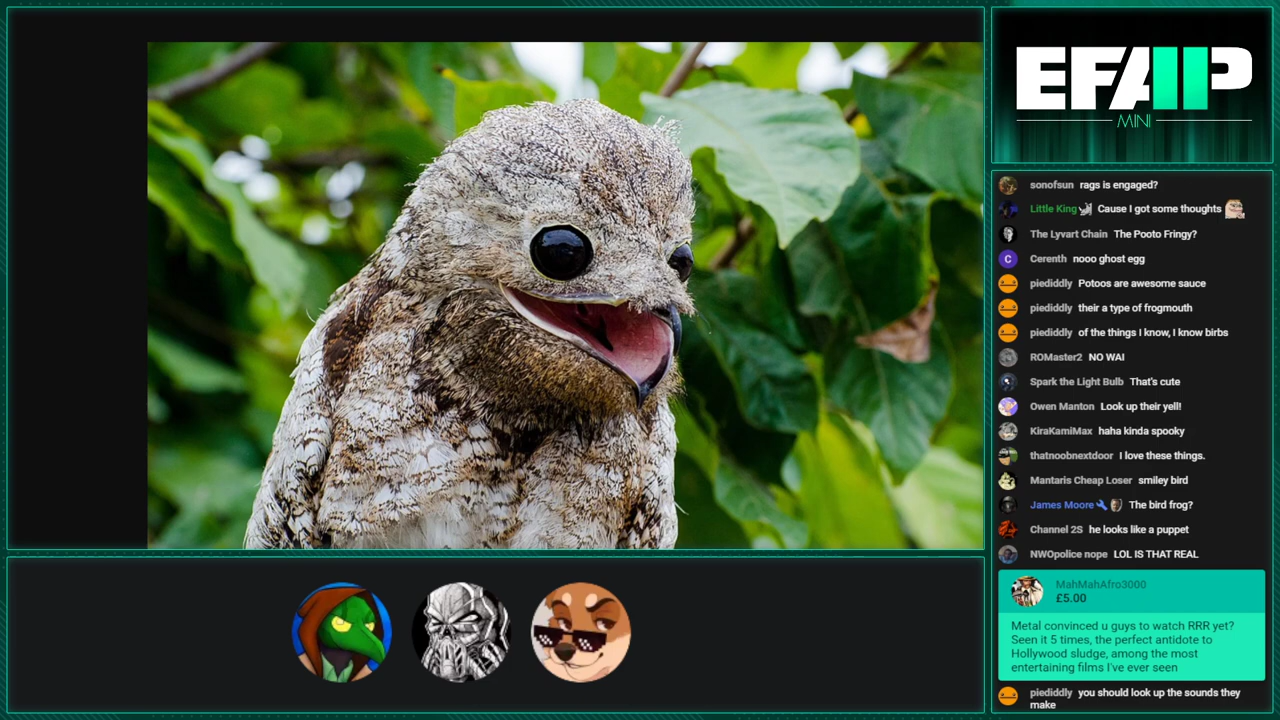 EFAP
MINI
sonofsun rags is engaged?
Little King Cause I got some thoughts
The Lyvart Chain The Pooto Fringy?
C Cerenth nooo ghost egg
piediddly Potoos are awesome sauce
piediddly their a type of frogmouth
piediddly of the things I know, I know birbs
ROMaster2 NO WAI
Spark the Light Bulb That's cute
Owen Manton Look up their yell!
KiraKamiMax haha kinda spooky
thatnoobnextdoor I love these things.
Mantaris Cheap Loser smiley bird
James Moore The bird frog?
Channel 2S he looks like a puppet
NWOpolice nope LOL IS THAT REAL
MahMahAfro3000
£5.00
Metal convinced u guys to watch RRR yet?
Seen it 5 times, the perfect antidote to
Hollywood sludge, among the most
entertaining films I've ever seen
piediddly you should look up the sounds they
make